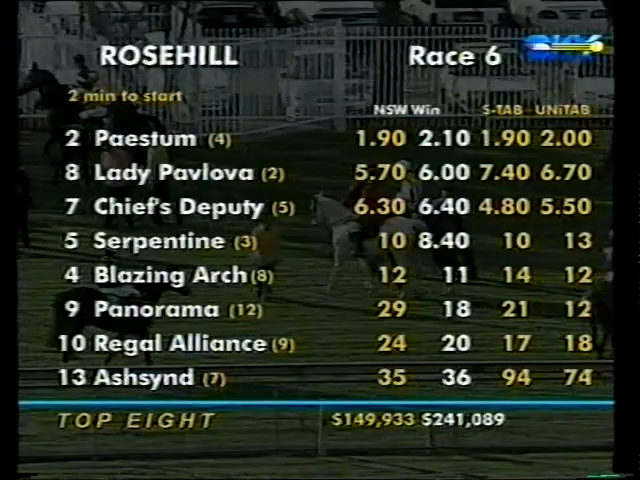 ROSEHILL Race 6 SKY
2 min to start NSW Win S-TAB UNiTAB
2 Paestum (4) 1.90 2.10 1.90 2.00
8 Lady Pavlova (2) 5.70 6.00 7.40 6.70
7 Chief's Deputy (5) 6.30 6.40 4.80 5.50
5 Serpentine (3) 10 8.40 10 13
4 Blazing Arch (8) 12 11 14 12
9 Panorama (12) 29 18 21 12
10 Regal Alliance (9) 24 20 17 18
13 Ashsynd (7) 35 36 94 74
TOP EIGHT $149,933 $241,089